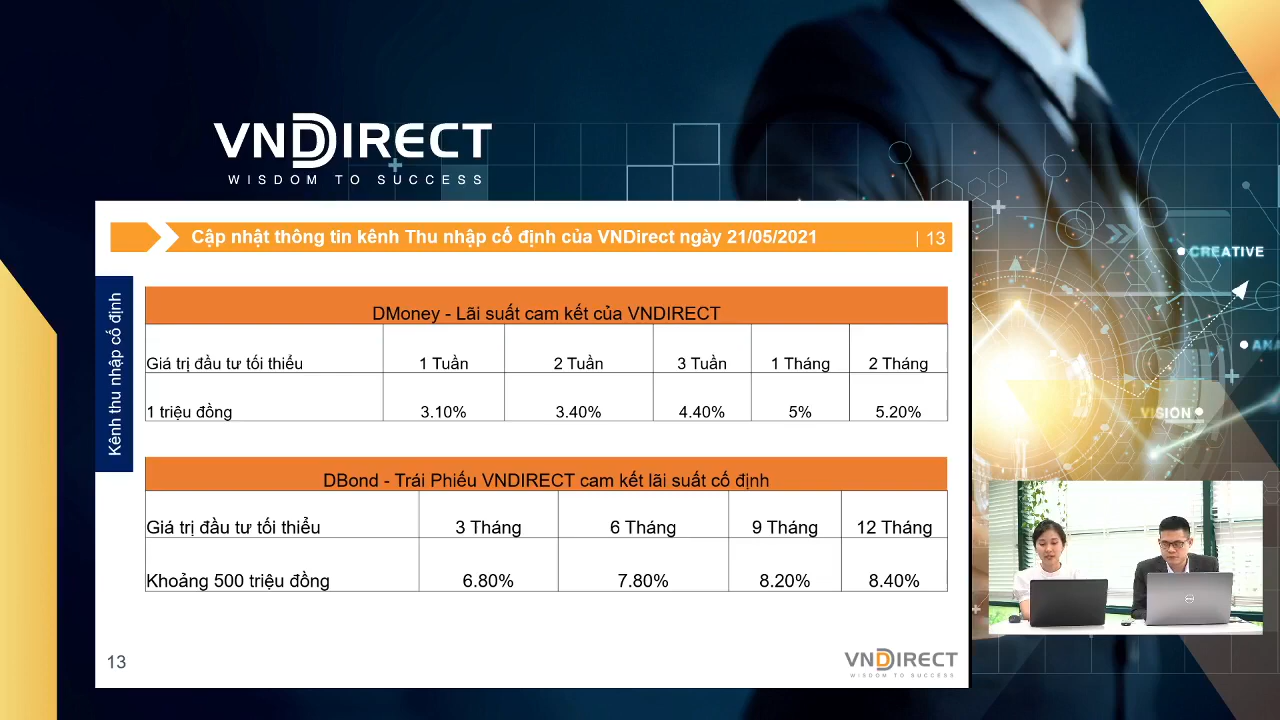 VNDIRECT
WISDOM TO SUCCESS
Cập nhật thông tin kênh Thu nhập cố định của VNDirect ngày 21/05/2021
| 13
Kênh thu nhập cố định
DMoney - Lãi suất cam kết của VNDIRECT
Giá trị đầu tư tối thiếu 1 Tuần 2 Tuần 3 Tuần 1 Tháng 2 Tháng
1 triệu đồng 3.10% 3.40% 4.40% 5% 5.20%
DBond - Trái Phiếu VNDIRECT cam kết lãi suất cố định
Giá trị đầu tư tối thiểu 3 Tháng 6 Tháng 9 Tháng 12 Tháng
Khoảng 500 triệu đồng 6.80% 7.80% 8.20% 8.40%
13
VNDIRECT
WISDOM TO SUCCESS
CREATIVE
VISION
DELL